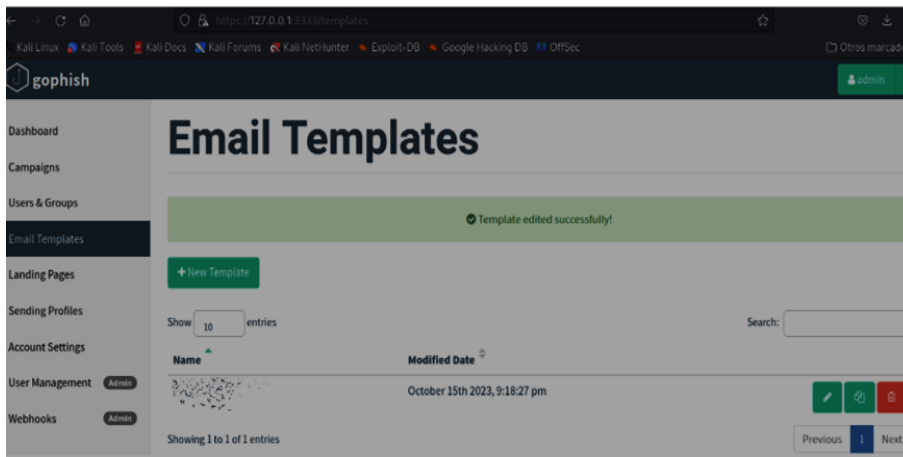 https://127.0.0.1:3333/templates
Kali Linux Kali Tools Kali Docs Kali Forums Kali NetHunter Exploit-DB Google Hacking DB OffSec Otros marcad
gophish admin
Dashboard
Campaigns
Users & Groups
Email Templates
Landing Pages
Sending Profiles
Account Settings
User Management Admin
Webhooks Admin
Email Templates
Template edited successfully!
+New Template
Show 10 entries Search:
Name Modified Date
October 15th 2023, 9:18:27 pm
Showing 1 to 1 of 1 entries Previous 1 Next